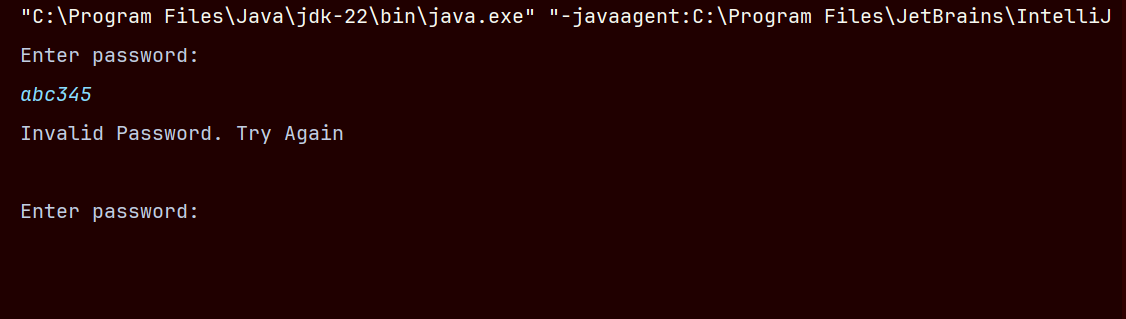 "C:\Program Files\Java\jdk-22\bin\java.exe" "-javaagent:C:\Program Files\JetBrains\IntelliJ
Enter password:
abc345
Invalid Password. Try Again
Enter password: